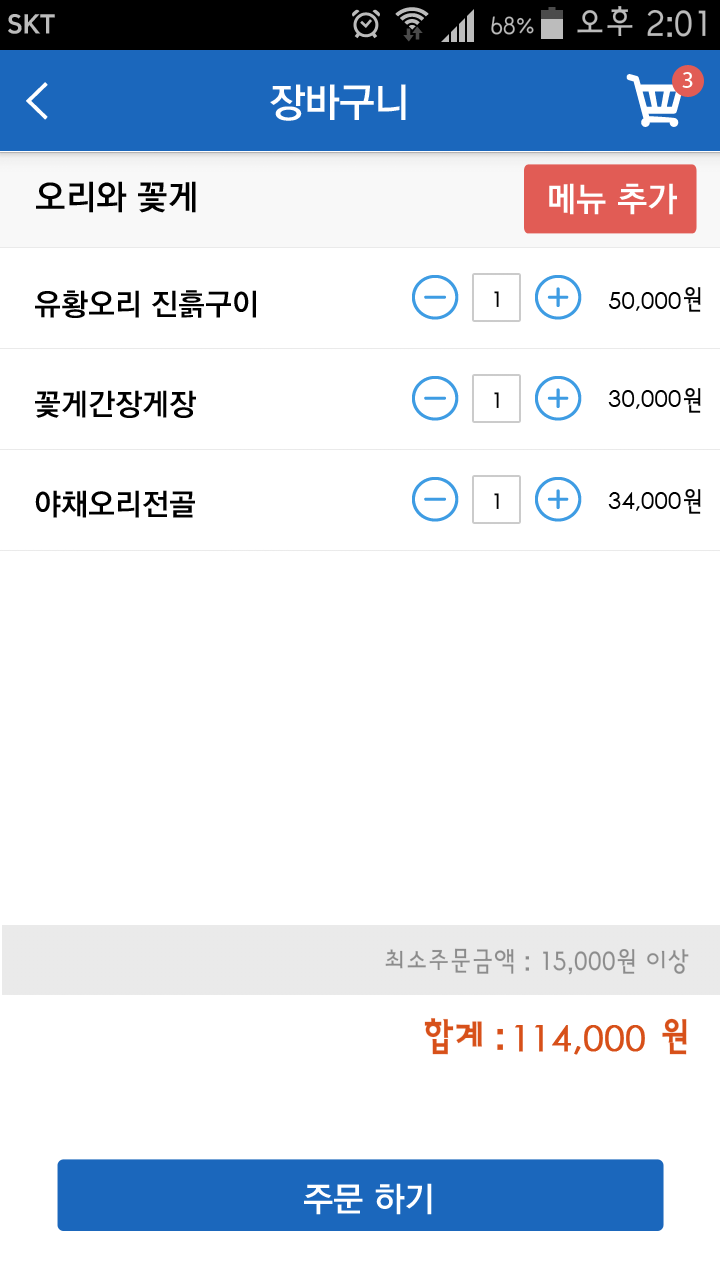 SKT 68% 오후 2:01
장바구니 3
오리와 꽃게 메뉴 추가
유황오리 진흙구이 1 50,000원
꽃게간장게장 1 30,000원
야채오리전골 1 34,000원
최소주문금액 : 15,000원 이상
합계 : 114,000 원
주문 하기